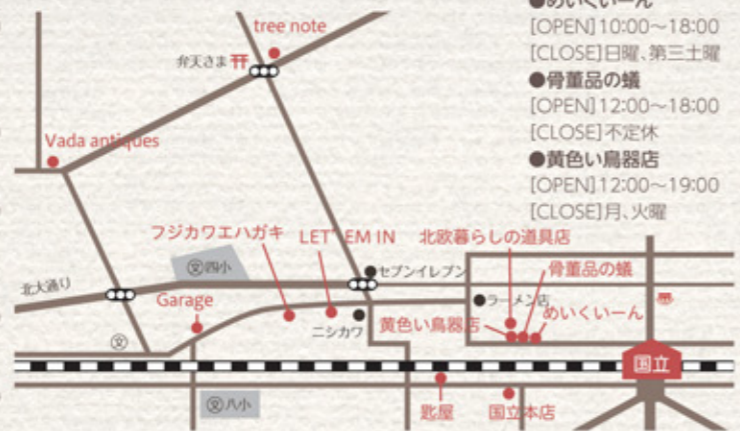 ●めいくいーん
[OPEN]10:00〜18:00
[CLOSE]日曜、第三土曜
●骨董品の蟻
[OPEN]12:00〜18:00
[CLOSE]不定休
●黄色い鳥器店
[OPEN]12:00〜19:00
[CLOSE]月、火曜
tree note
弁天さま
Vada antiques
フジカワエハガキ
LET' EM IN
北欧暮らしの道具店
文四小
セブンイレブン
骨董品の蟻
北大通り
Garage
ラーメン店
めいくいーん
ニシカワ
黄色い鳥器店
文
国立
文八小
匙屋
国立本店